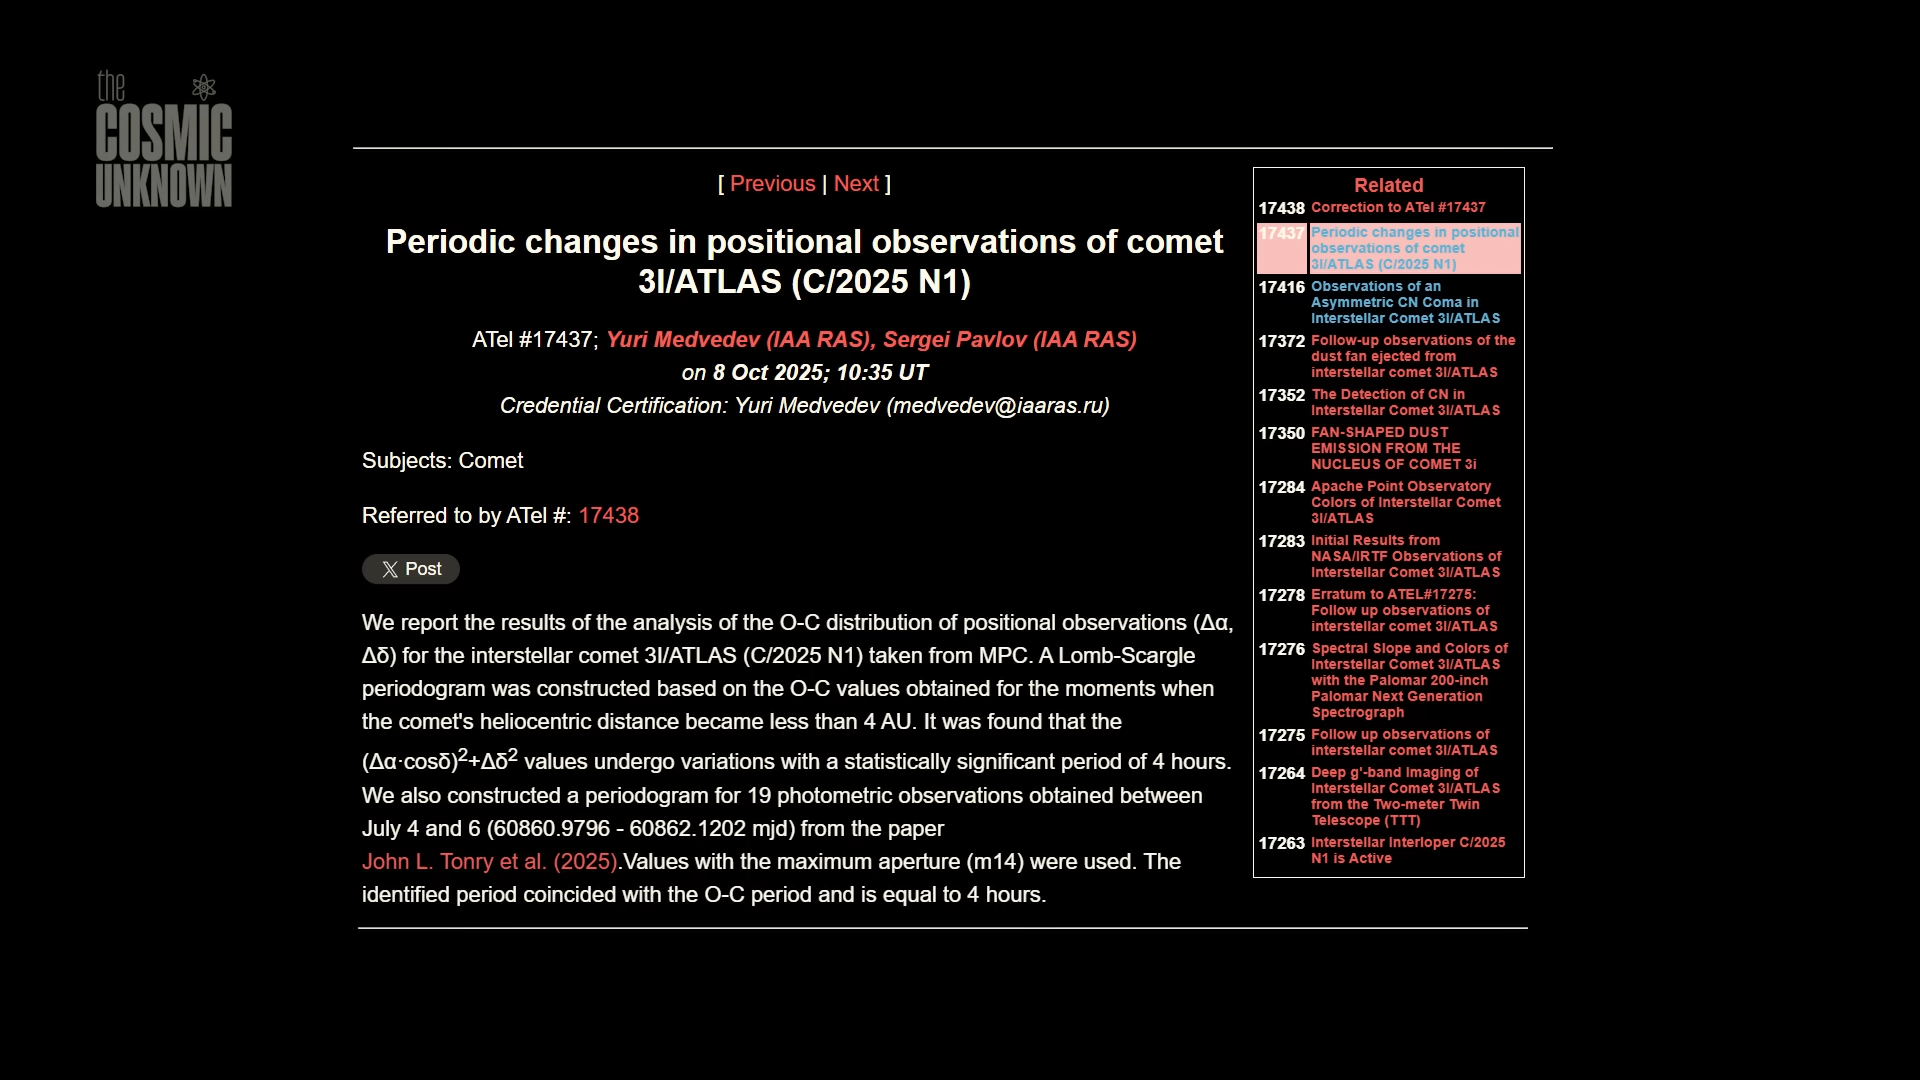 the
COSMIC
UNKNOWN
[ Previous | Next ]
Periodic changes in positional observations of comet
3I/ATLAS (C/2025 N1)
ATel #17437; Yuri Medvedev (IAA RAS), Sergei Pavlov (IAA RAS)
on 8 Oct 2025; 10:35 UT
Credential Certification: Yuri Medvedev (medvedev@iaaras.ru)
Subjects: Comet
Referred to by ATel #: 17438
X Post
We report the results of the analysis of the O-C distribution of positional observations (Δα,
Δδ) for the interstellar comet 3I/ATLAS (C/2025 N1) taken from MPC. A Lomb-Scargle
periodogram was constructed based on the O-C values obtained for the moments when
the comet's heliocentric distance became less than 4 AU. It was found that the
(Δα·cosδ)²+Δδ² values undergo variations with a statistically significant period of 4 hours.
We also constructed a periodogram for 19 photometric observations obtained between
July 4 and 6 (60860.9796 - 60862.1202 mjd) from the paper
John L. Tonry et al. (2025).Values with the maximum aperture (m14) were used. The
identified period coincided with the O-C period and is equal to 4 hours.
Related
17438 Correction to ATel #17437
17437 Periodic changes in positional
observations of comet
3I/ATLAS (C/2025 N1)
17416 Observations of an
Asymmetric CN Coma in
Interstellar Comet 3I/ATLAS
17372 Follow-up observations of the
dust fan ejected from
interstellar comet 3I/ATLAS
17352 The Detection of CN in
Interstellar Comet 3I/ATLAS
17350 FAN-SHAPED DUST
EMISSION FROM THE
NUCLEUS OF COMET 3i
17284 Apache Point Observatory
Colors of Interstellar Comet
3I/ATLAS
17283 Initial Results from
NASA/IRTF Observations of
Interstellar Comet 3I/ATLAS
17278 Erratum to ATEL#17275:
Follow up observations of
interstellar comet 3I/ATLAS
17276 Spectral Slope and Colors of
Interstellar Comet 3I/ATLAS
with the Palomar 200-inch
Palomar Next Generation
Spectrograph
17275 Follow up observations of
interstellar comet 3I/ATLAS
17264 Deep g'-band Imaging of
Interstellar Comet 3I/ATLAS
from the Two-meter Twin
Telescope (TTT)
17263 Interstellar Interloper C/2025
N1 is Active